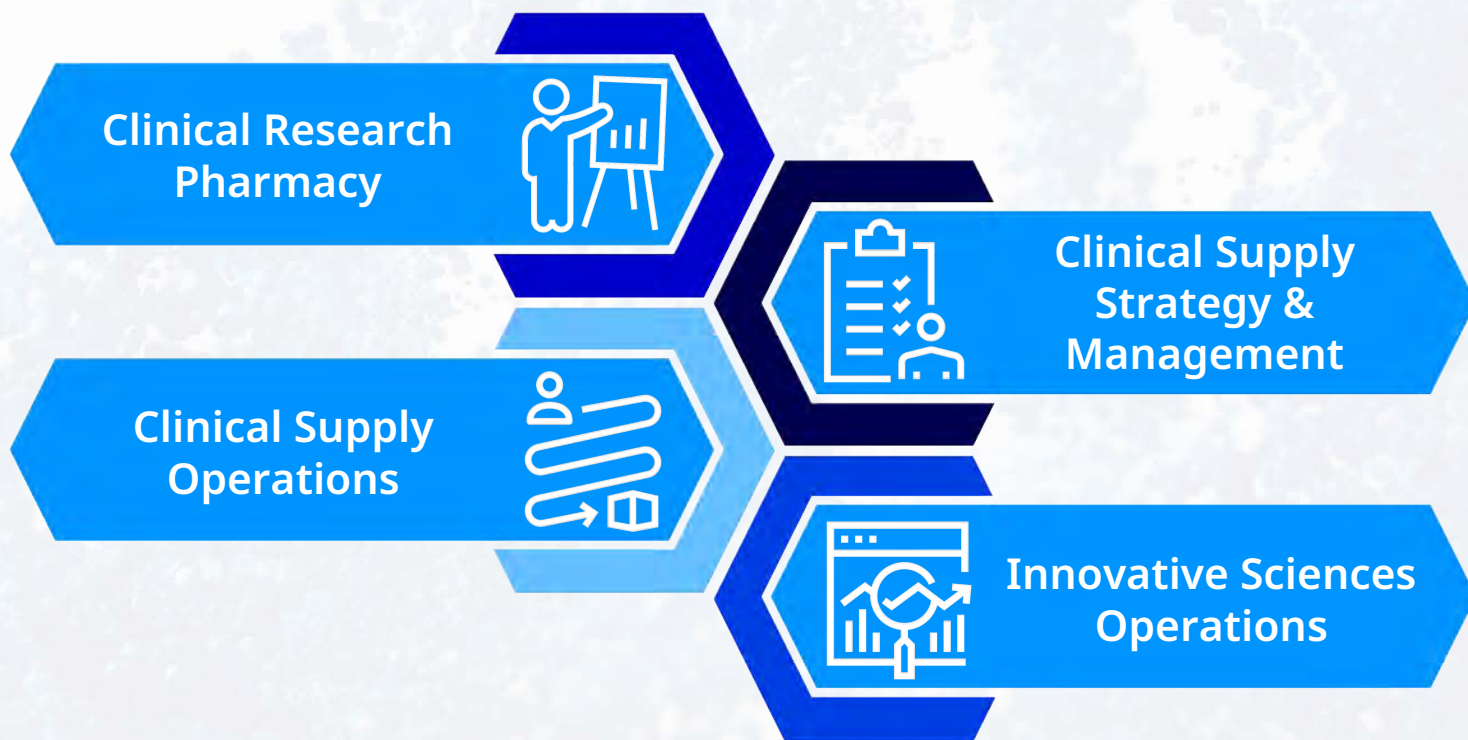 Clinical Research
Pharmacy
Clinical Supply
Strategy &
Management
Clinical Supply
Operations
Innovative Sciences
Operations